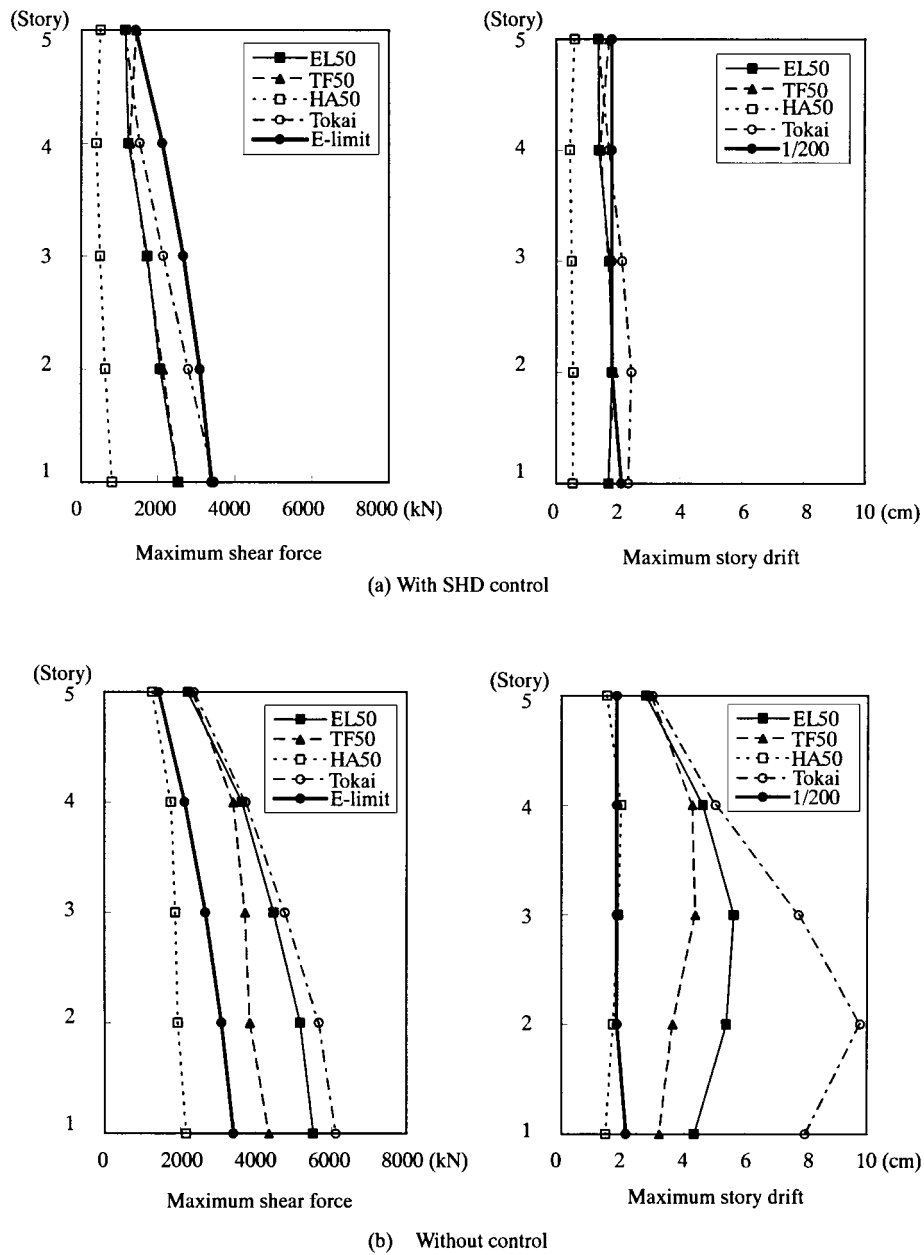 (Story)
5
4
3
2
1
EL50
TF50
HA50
Tokai
E-limit
0 2000 4000 6000 8000 (kN)
Maximum shear force
5
4
3
2
1
EL50
TF50
HA50
Tokai
1/200
0 2 4 6 8 10 (cm)
Maximum story drift
(a) With SHD control
(Story)
5
4
3
2
1
EL50
TF50
HA50
Tokai
E-limit
0 2000 4000 6000 8000 (kN)
Maximum shear force
(Story)
5
4
3
2
1
EL50
TF50
HA50
Tokai
1/200
0 2 4 6 8 10 (cm)
Maximum story drift
(b) Without control